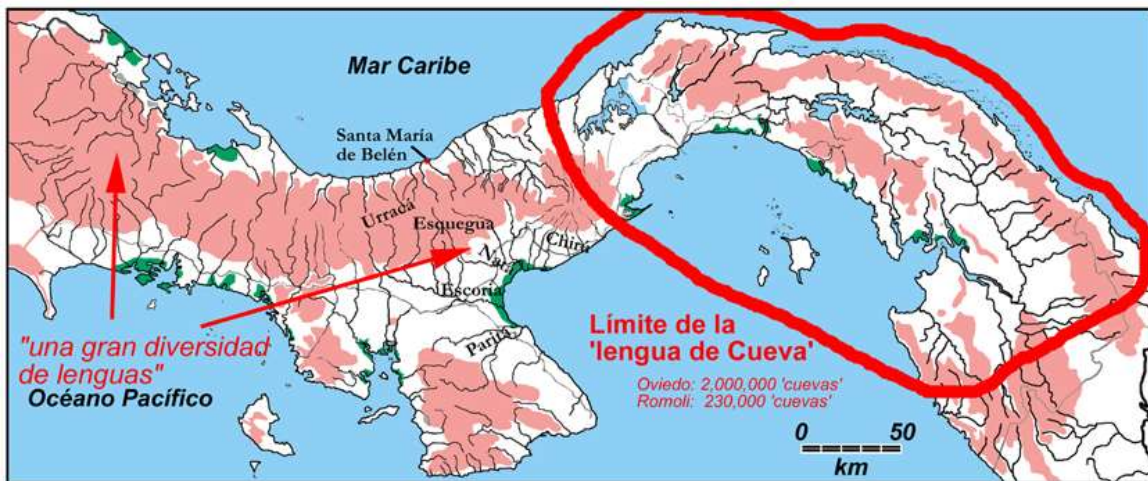 Mar Caribe
Santa María
de Belén
Urracá
Esquegua
Chirú
Natá
Escoria
Paritá
"una gran diversidad
de lenguas"
Océano Pacífico
Límite de la
'lengua de Cueva'
Oviedo: 2,000,000 'cuevas'
Romoli: 230,000 'cuevas'
0 50
km